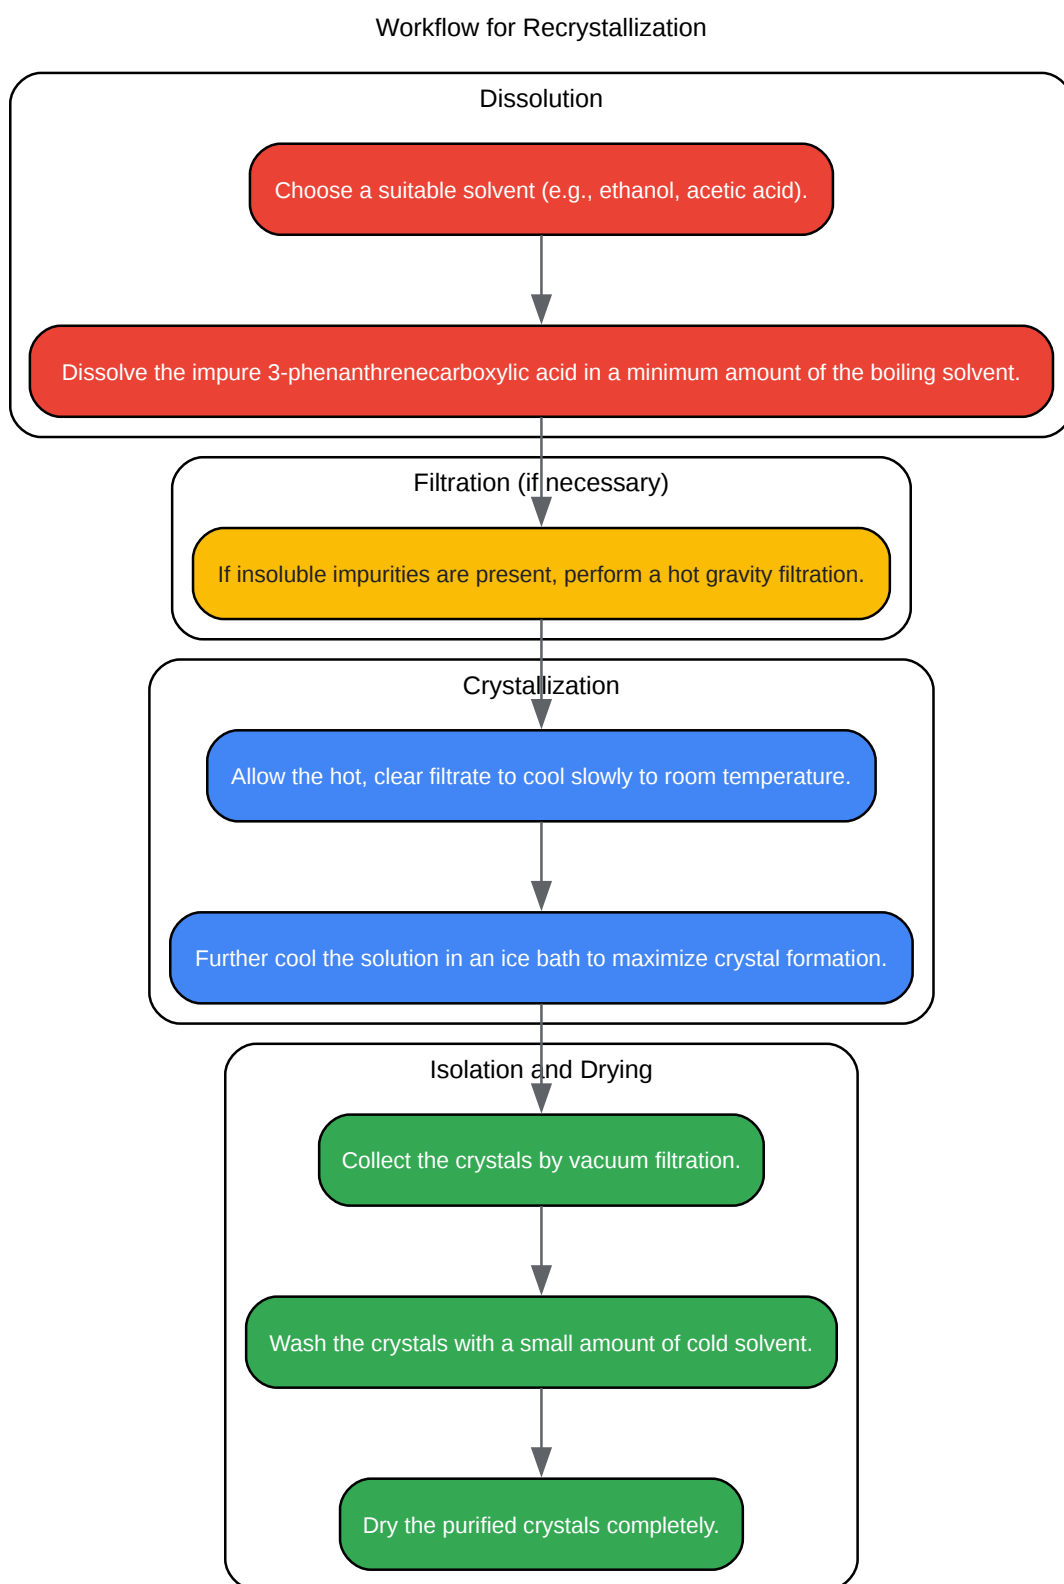 Workflow for Recrystallization
Dissolution
Choose a suitable solvent (e.g., ethanol, acetic acid).
Dissolve the impure 3-phenanthrenecarboxylic acid in a minimum amount of the boiling solvent.
Filtration (if necessary)
If insoluble impurities are present, perform a hot gravity filtration.
Crystallization
Allow the hot, clear filtrate to cool slowly to room temperature.
Further cool the solution in an ice bath to maximize crystal formation.
Isolation and Drying
Collect the crystals by vacuum filtration.
Wash the crystals with a small amount of cold solvent.
Dry the purified crystals completely.